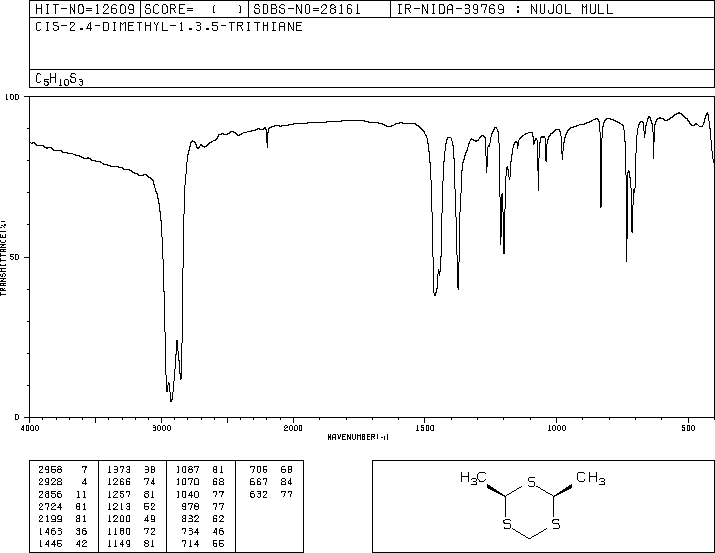 HIT-NO=12609 SCORE= ( ) SDBS-NO=28161 IR-NIDA-39769 : NUJOL MULL
CIS-2,4-DIMETHYL-1,3,5-TRITHIANE
C5H10S3
100
50
0
TRANSMITTANCE(%)
4000 3000 2000 1500 1000 500
WAVENUMBER(-1)
2958 7 1373 38 1087 81 705 68
2928 4 1266 74 1070 68 667 84
2856 11 1257 81 1040 77 632 77
2724 81 1213 52 978 77
2199 81 1200 49 832 62
1463 36 1180 72 734 46
1445 42 1149 81 714 55
H3C S CH3
S S